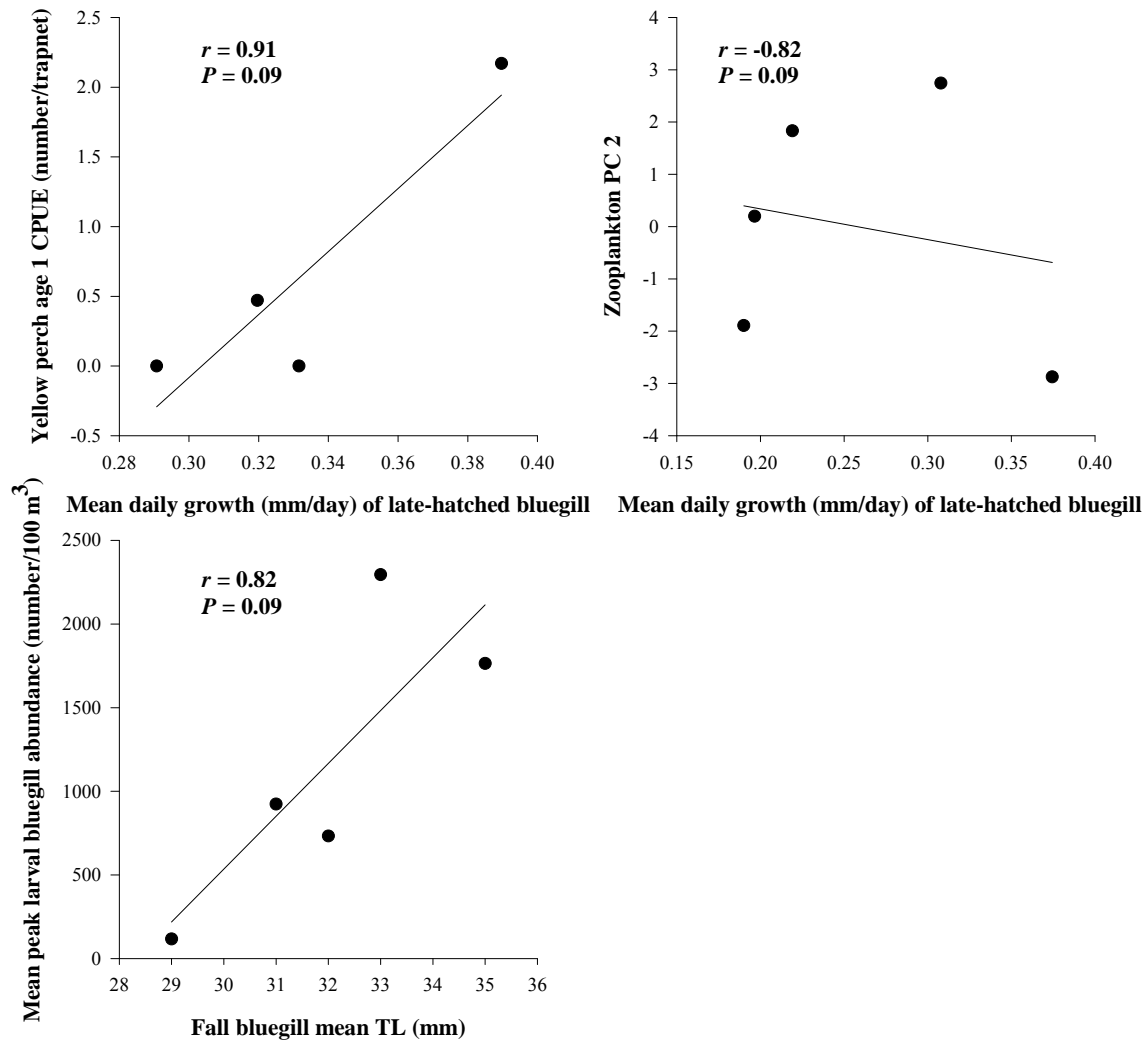 Yellow perch age 1 CPUE (number/trapnet)
2.5
2.0
1.5
1.0
0.5
0.0
-0.5
r = 0.91
P = 0.09
0.28 0.30 0.32 0.34 0.36 0.38 0.40
Mean daily growth (mm/day) of late-hatched bluegill
Zooplankton PC 2
4
3
2
1
0
-1
-2
-3
-4
r = -0.82
P = 0.09
0.15 0.20 0.25 0.30 0.35 0.40
Mean daily growth (mm/day) of late-hatched bluegill
Mean peak larval bluegill abundance (number/100 m³)
2500
2000
1500
1000
500
0
r = 0.82
P = 0.09
28 29 30 31 32 33 34 35 36
Fall bluegill mean TL (mm)